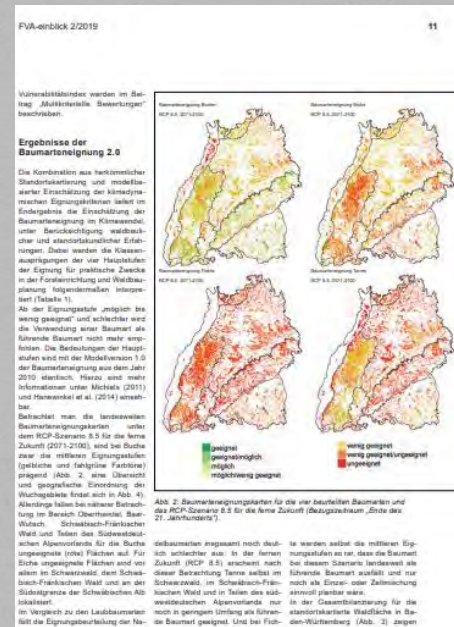 FVA-einblick 2/2019
11
Vulnerabilitätsindex werden im Bei-
trag „Multikriterielle Bewertungen"
beschrieben.
Ergebnisse der
Baumarteneignung 2.0
Die Kombination aus herkömmlicher
Standortskartierung und modellba-
sierter Einschätzung der klimadyna-
mischen Eignungskriterien liefert im
Endergebnis die Einschätzung der
Baumarteneignung im Klimawandel,
unter Berücksichtigung waldbauli-
cher und standortskundlicher Erfah-
rungen. Dabei werden die Klassen-
ausprägungen der vier Hauptstufen
der Eignung für praktische Zwecke
in der Forsteinrichtung und Waldbau-
planung folgendermaßen interpre-
tiert (Tabelle 1).
Ab der Eignungsstufe „möglich bis
wenig geeignet" und schlechter wird
die Verwendung einer Baumart als
führende Baumart nicht mehr emp-
fohlen. Die Bedeutungen der Haupt-
stufen sind mit der Modellversion 1.0
der Baumarteneignung aus dem Jahr
2010 identisch. Hierzu sind mehr
Informationen unter Michiels (2011)
und Hanewinkel et al. (2014) einseh-
bar.
Betrachtet man die landesweiten
Baumarteneignungskarten unter
dem RCP-Szenario 8.5 für die ferne
Zukunft (2071-2100), sind bei Buche
zwar die mittleren Eignungsstufen
(gelbliche und fahlgrüne Farbtöne)
prägend (Abb. 2, eine Übersicht
und geografische Einordnung der
Wuchsgebiete findet sich in Abb. 4).
Allerdings fallen bei näherer Betrach-
tung im Bereich Oberrheintal, Baar-
Wutach, Schwäbisch-Fränkischer
Wald und Teilen des Südwestdeut-
schen Alpenvorlands für die Buche
ungeeignete (rote) Flächen auf. Für
Eiche ungeeignete Flächen sind vor
allem im Schwarzwald, dem Schwä-
bisch-Fränkischen Wald und an der
Südostgrenze der Schwäbischen Alb
lokalisiert.
Im Vergleich zu den Laubbaumarten
fällt die Eignungsbeurteilung der Na-
Baumarteneignung Buche
RCP 8.5, 2071-2100
Baumarteneignung Eiche
RCP 8.5, 2071-2100
Baumarteneignung Fichte
RCP 8.5, 2071-2100
Baumarteneignung Tanne
RCP 8.5, 2071-2100
geeignet
geeignet/möglich
möglich
möglich/wenig geeignet
wenig geeignet
wenig geeignet/ungeeignet
ungeeignet
Abb. 2: Baumarteneignungskarten für die vier beurteilten Baumarten und
das RCP-Szenario 8.5 für die ferne Zukunft (Bezugszeitraum „Ende des
21. Jahrhunderts").
delbaumarten insgesamt noch deut-
lich schlechter aus: In der fernen
Zukunft (RCP 8.5) erscheint nach
dieser Betrachtung Tanne selbst im
Schwarzwald, im Schwäbisch-Frän-
kischen Wald und in Teilen des süd-
westdeutschen Alpenvorlands nur
noch in geringem Umfang als führen-
de Baumart geeignet. Und bei Fich-
te werden selbst die mittleren Eig-
nungsstufen so rar, dass die Baumart
bei diesem Szenario landesweit als
führende Baumart ausfällt und nur
noch als Einzel- oder Zeitmischung
sinnvoll planbar wäre.
In der Gesamtbilanzierung für die
standortskartierte Waldfläche in Ba-
den-Württemberg (Abb. 3) zeigen